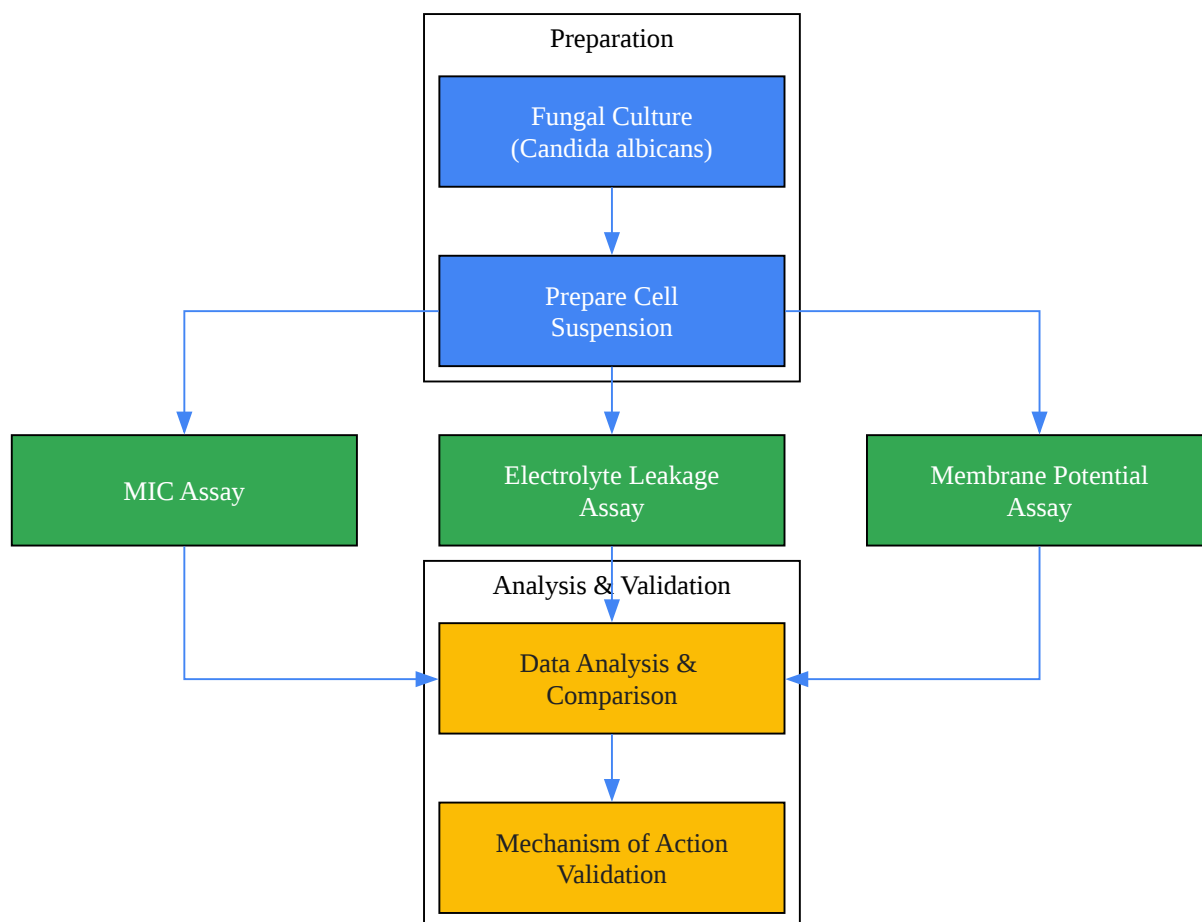 Preparation
Fungal Culture
(Candida albicans)
Prepare Cell
Suspension
MIC Assay
Electrolyte Leakage
Assay
Membrane Potential
Assay
Analysis & Validation
Data Analysis &
Comparison
Mechanism of Action
Validation